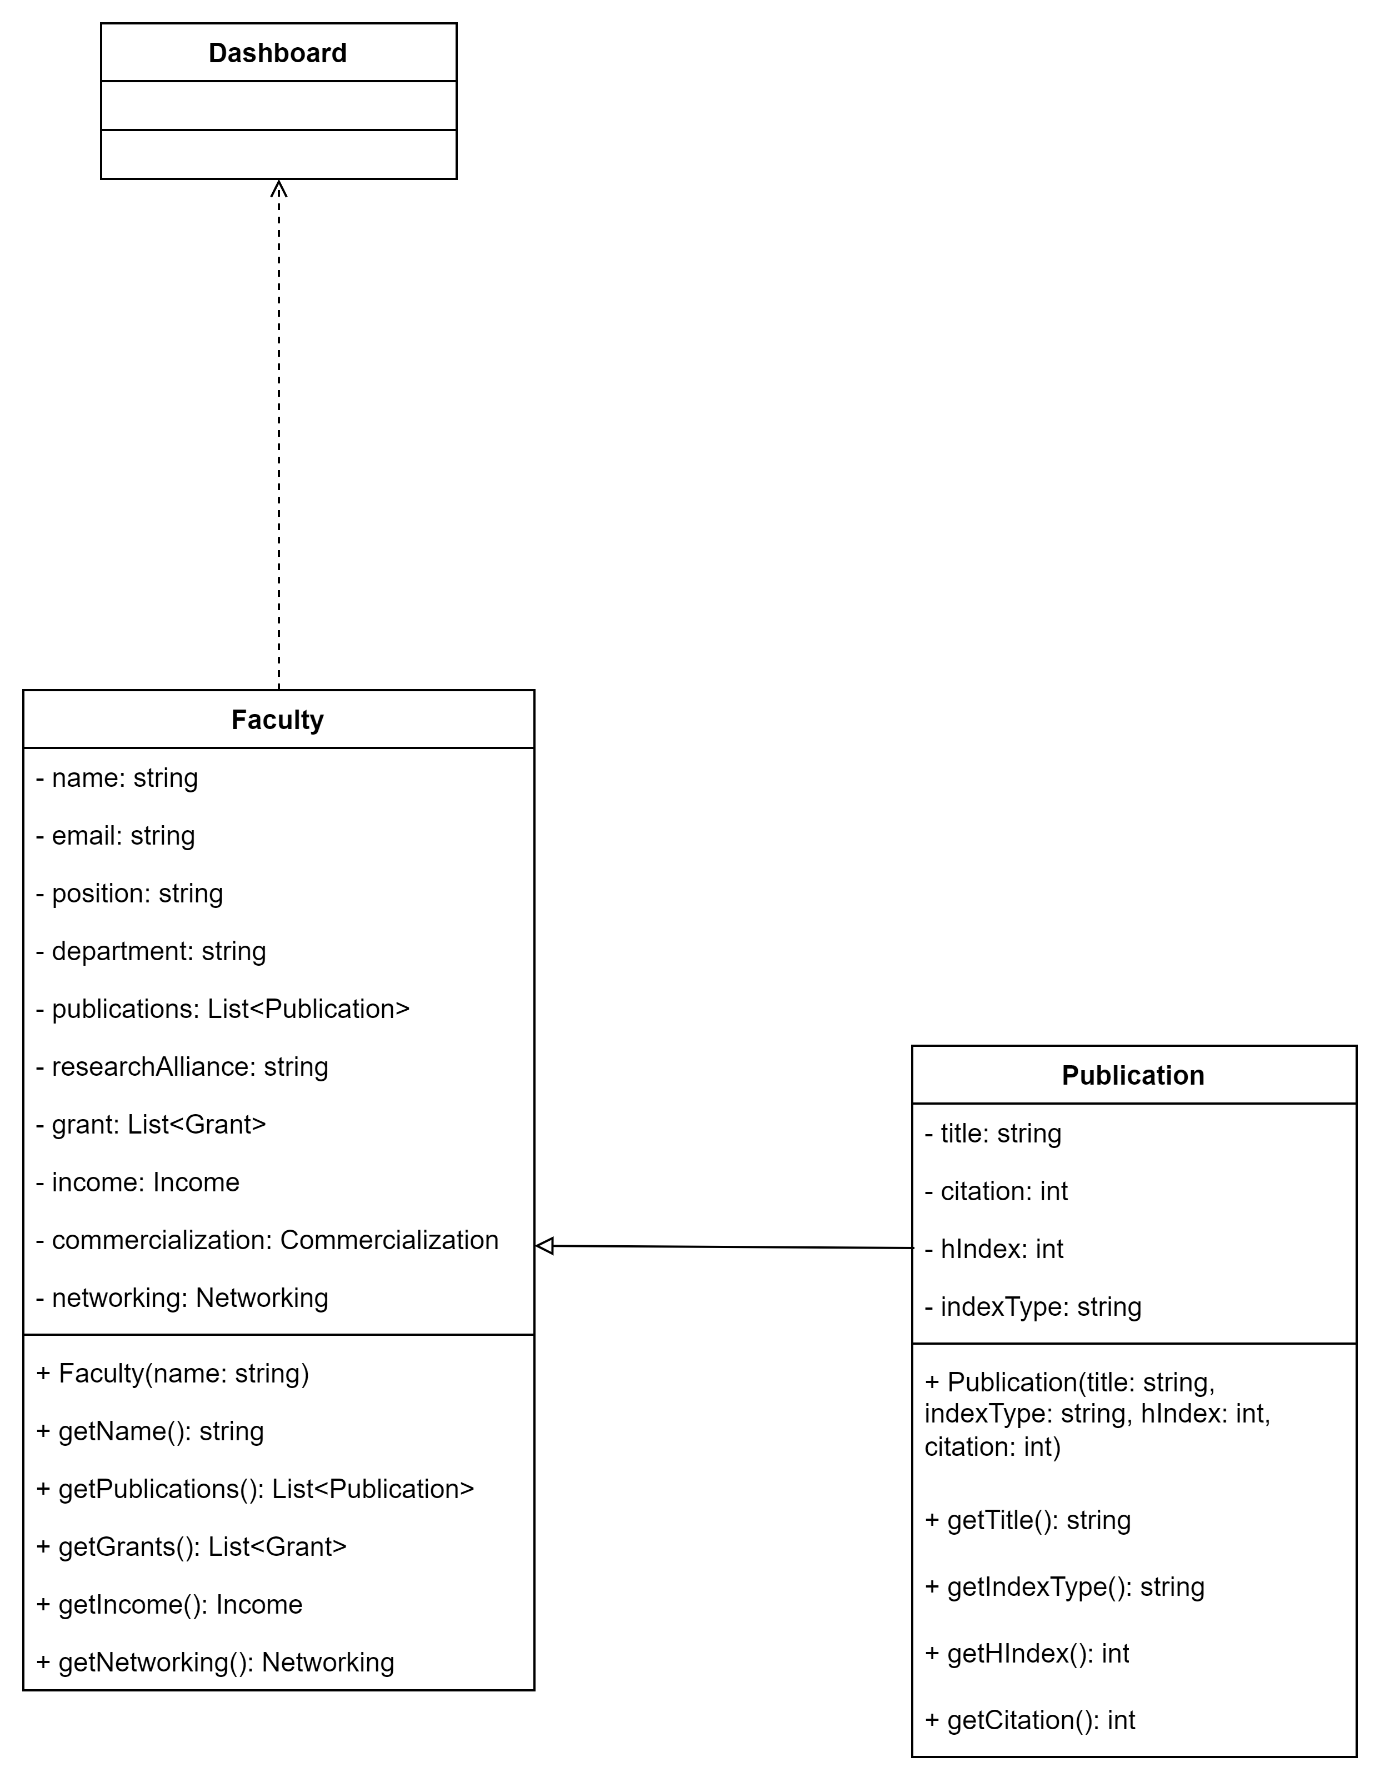 Dashboard
Faculty
- name: string
- email: string
- position: string
- department: string
- publications: List<Publication>
- researchAlliance: string
- grant: List<Grant>
- income: Income
- commercialization: Commercialization
- networking: Networking
+ Faculty(name: string)
+ getName(): string
+ getPublications(): List<Publication>
+ getGrants(): List<Grant>
+ getIncome(): Income
+ getNetworking(): Networking
Publication
- title: string
- citation: int
- hIndex: int
- indexType: string
+ Publication(title: string,
indexType: string, hIndex: int,
citation: int)
+ getTitle(): string
+ getIndexType(): string
+ getHIndex(): int
+ getCitation(): int